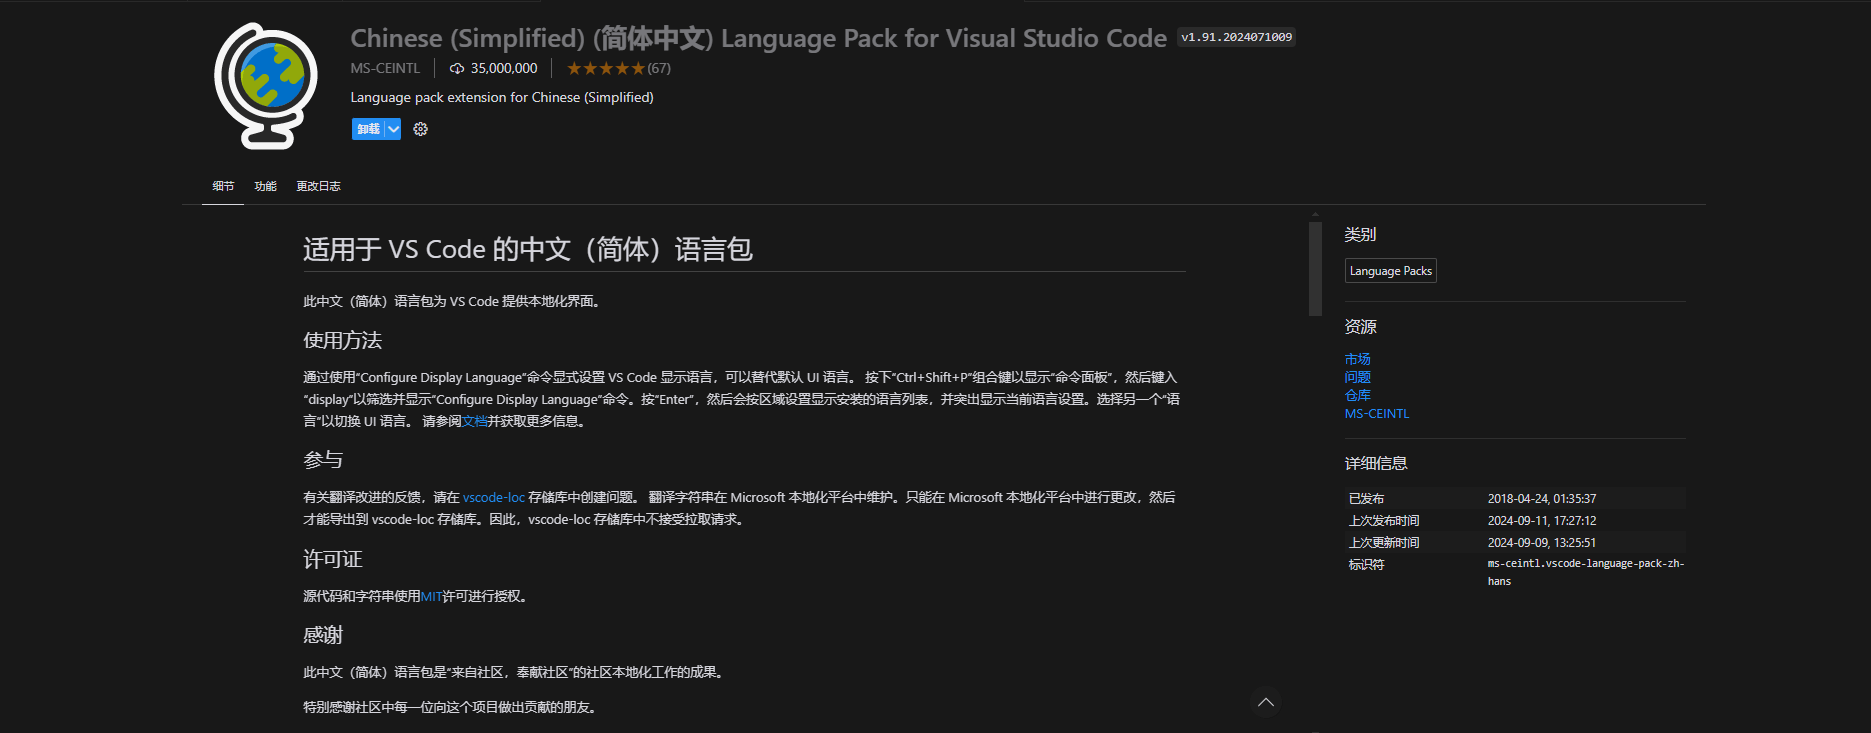 Chinese (Simplified) (简体中文) Language Pack for Visual Studio Code v1.91.2024071009
MS-CEINTL 35,000,000 (67)
Language pack extension for Chinese (Simplified)
卸载
细节 功能 更改日志
适用于 VS Code 的中文（简体）语言包
此中文（简体）语言包为 VS Code 提供本地化界面。
使用方法
通过使用“Configure Display Language”命令显式设置 VS Code 显示语言，可以替代默认 UI 语言。 按下“Ctrl+Shift+P”组合键以显示“命令面板”，然后键入
“display”以筛选并显示“Configure Display Language”命令。按“Enter”，然后会按区域设置显示安装的语言列表，并突出显示当前语言设置。选择另一个“语
言”以切换 UI 语言。 请参阅文档并获取更多信息。
参与
有关翻译改进的反馈，请在 vscode-loc 存储库中创建问题。 翻译字符串在 Microsoft 本地化平台中维护。只能在 Microsoft 本地化平台中进行更改，然后
才能导出到 vscode-loc 存储库。因此，vscode-loc 存储库中不接受拉取请求。
许可证
源代码和字符串使用MIT许可进行授权。
感谢
此中文（简体）语言包是“来自社区，奉献社区”的社区本地化工作的成果。
特别感谢社区中每一位向这个项目做出贡献的朋友。
类别
Language Packs
资源
市场
问题
仓库
MS-CEINTL
详细信息
已发布 2018-04-24, 01:35:37
上次发布时间 2024-09-11, 17:27:12
上次更新时间 2024-09-09, 13:25:51
标识符 ms-ceintl.vscode-language-pack-zh-
hans